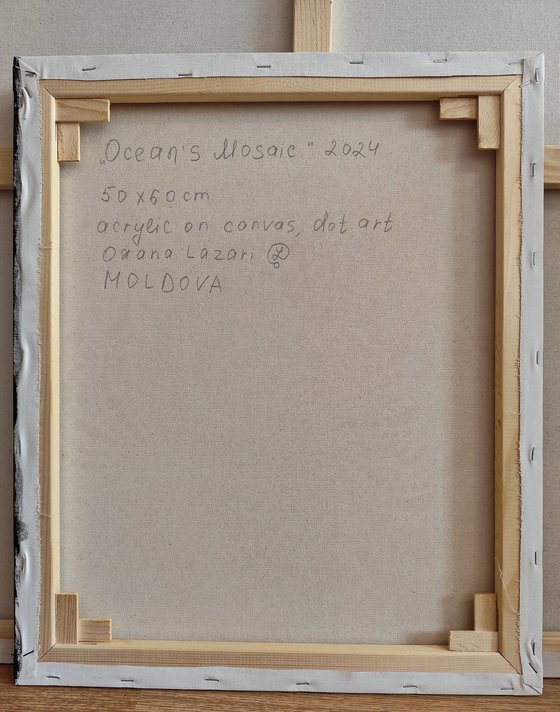 „Ocean's Mosaic" 2024
50x60cm
acrylic on canvas, dot art
Oxana Lazari
MOLDOVA